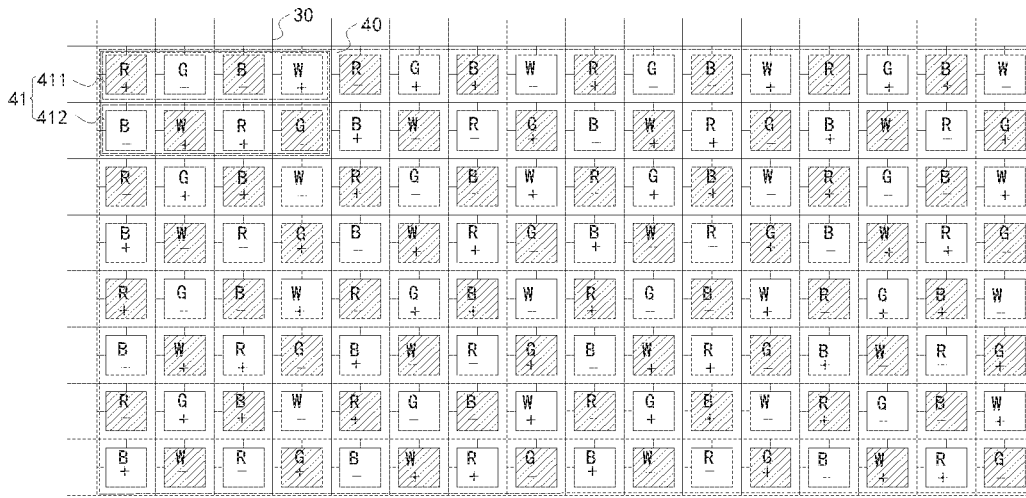 30
40
R G B W R G B W R G B W R G B W
+ - - + - + + - + - - + - + + -
411
41
412
B W R G B W R G B W R G B W R G
- + + - + - - + - + + - + - - +
R G B W R G B W R G B W R G B W
- + + - + - - + - + + - + - - +
B W R G B W R G B W R G B W R G
+ - - + - + + - + - - + - + + -
R G B W R G B W R G B W R G B W
+ - - + - + + - + - - + - + + -
B W R G B W R G B W R G B W R G
- + + - + - - + - + + - + - - +
R G B W R G B W R G B W R G B W
- + + - + - - + - + + - + - - +
B W R G B W R G B W R G B W R G
+ - - + - + + - + - - + - + + -